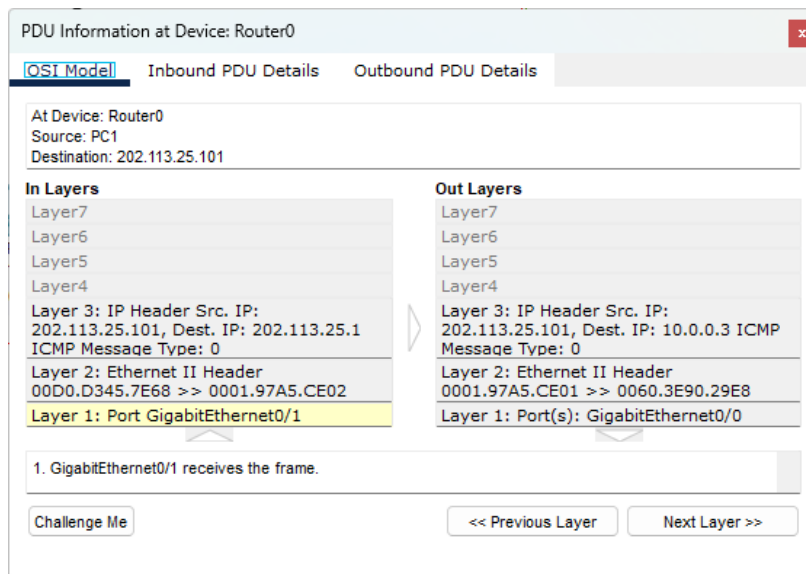 PDU Information at Device: Router0
x
OSI Model
Inbound PDU Details
Outbound PDU Details
At Device: Router0
Source: PC1
Destination: 202.113.25.101
In Layers
Layer7
Layer6
Layer5
Layer4
Layer 3: IP Header Src. IP:
202.113.25.101, Dest. IP: 202.113.25.1
ICMP Message Type: 0
Layer 2: Ethernet II Header
00D0.D345.7E68 >> 0001.97A5.CE02
Layer 1: Port GigabitEthernet0/1
Out Layers
Layer7
Layer6
Layer5
Layer4
Layer 3: IP Header Src. IP:
202.113.25.101, Dest. IP: 10.0.0.3 ICMP
Message Type: 0
Layer 2: Ethernet II Header
0001.97A5.CE01 >> 0060.3E90.29E8
Layer 1: Port(s): GigabitEthernet0/0
1. GigabitEthernet0/1 receives the frame.
Challenge Me
<< Previous Layer
Next Layer >>